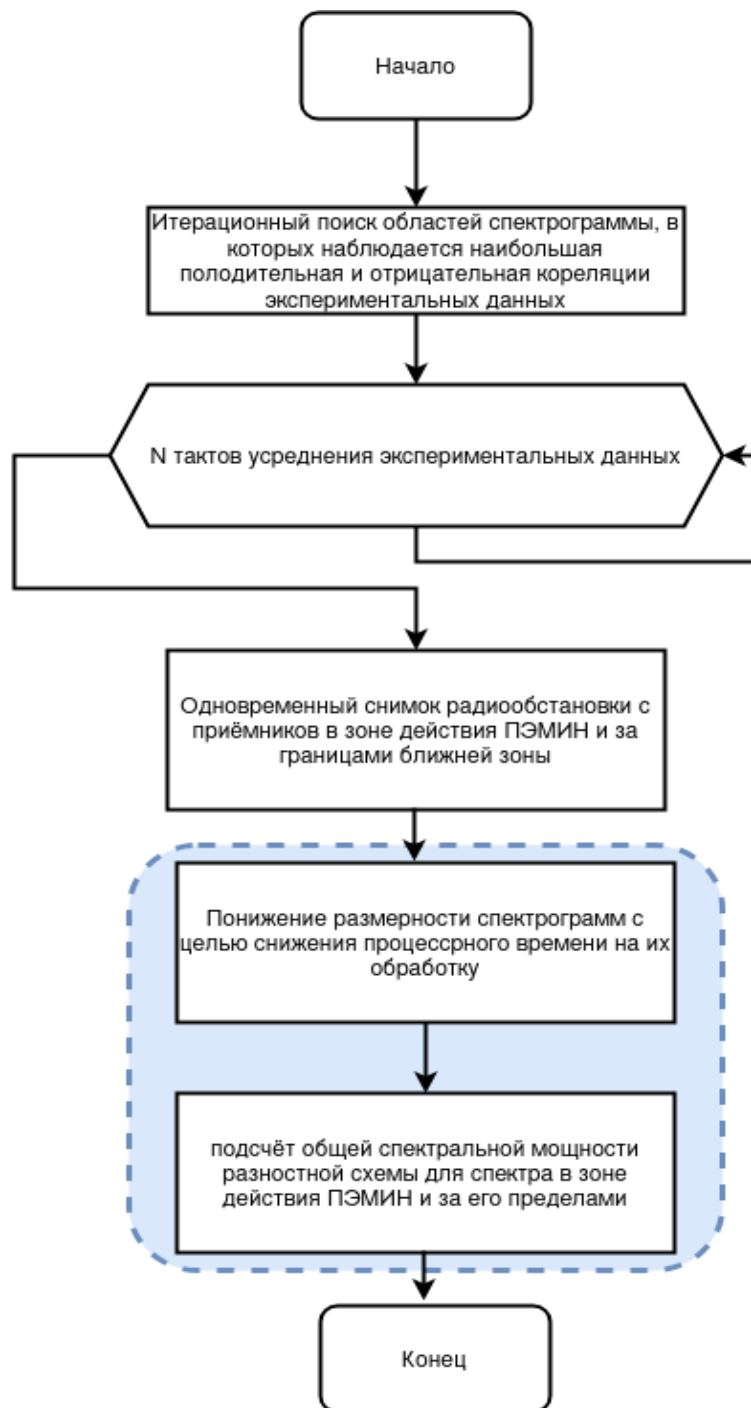 Начало
Итерационный поиск областей спектрограммы, в
которых наблюдается наибольшая
полодительная и отрицательная кореляции
экспериментальных данных
N тактов усреднения экспериментальных данных
Одновременный снимок радиообстановки с
приёмников в зоне действия ПЭМИН и за
границами ближней зоны
Понижение размерности спектрограмм с
целью снижения процессрного времени на их
обработку
подсчёт общей спектральной мощности
разностной схемы для спектра в зоне
действия ПЭМИН и за его пределами
Конец